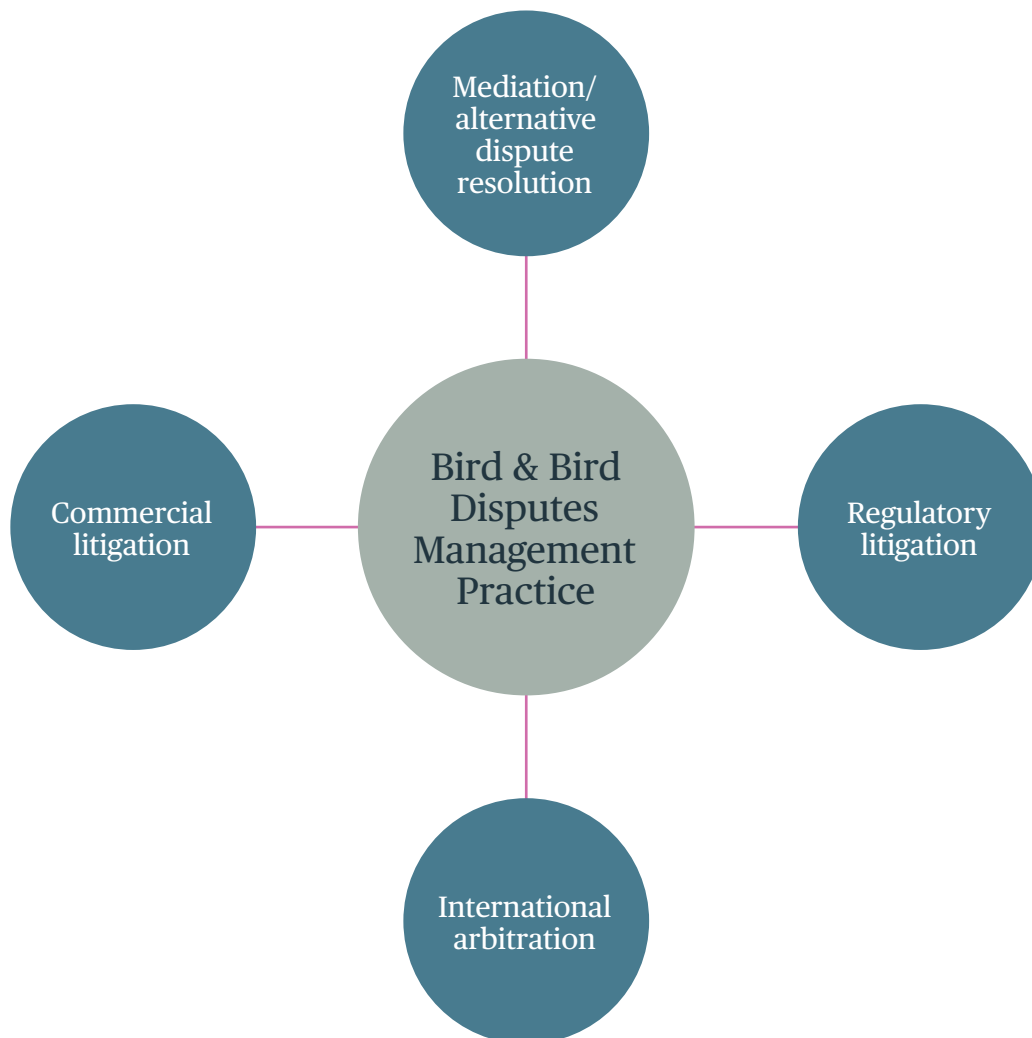 Mediation/
alternative
dispute
resolution
Commercial
litigation
Bird & Bird
Disputes
Management
Practice
Regulatory
litigation
International
arbitration